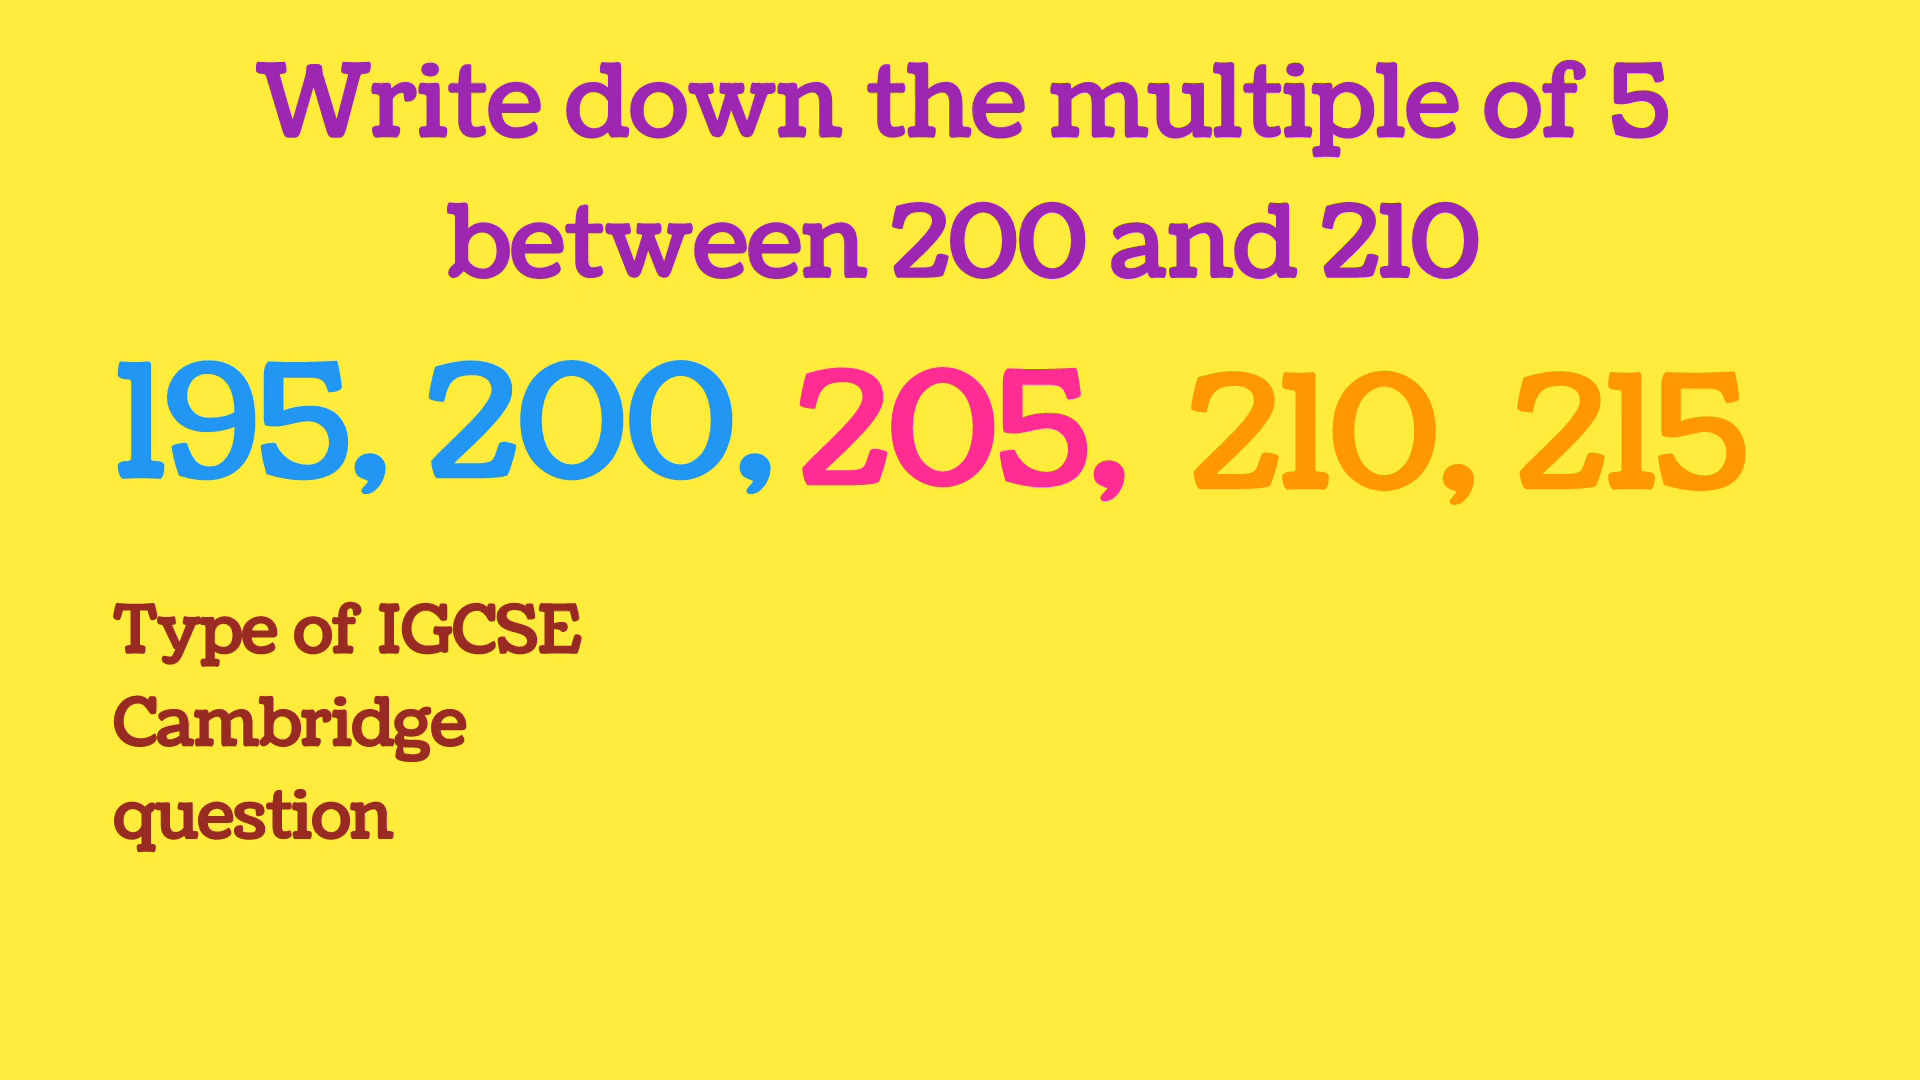 Write down the multiple of 5
between 200 and 210
195, 200, 205, 210, 215
Type of IGCSE
Cambridge
question